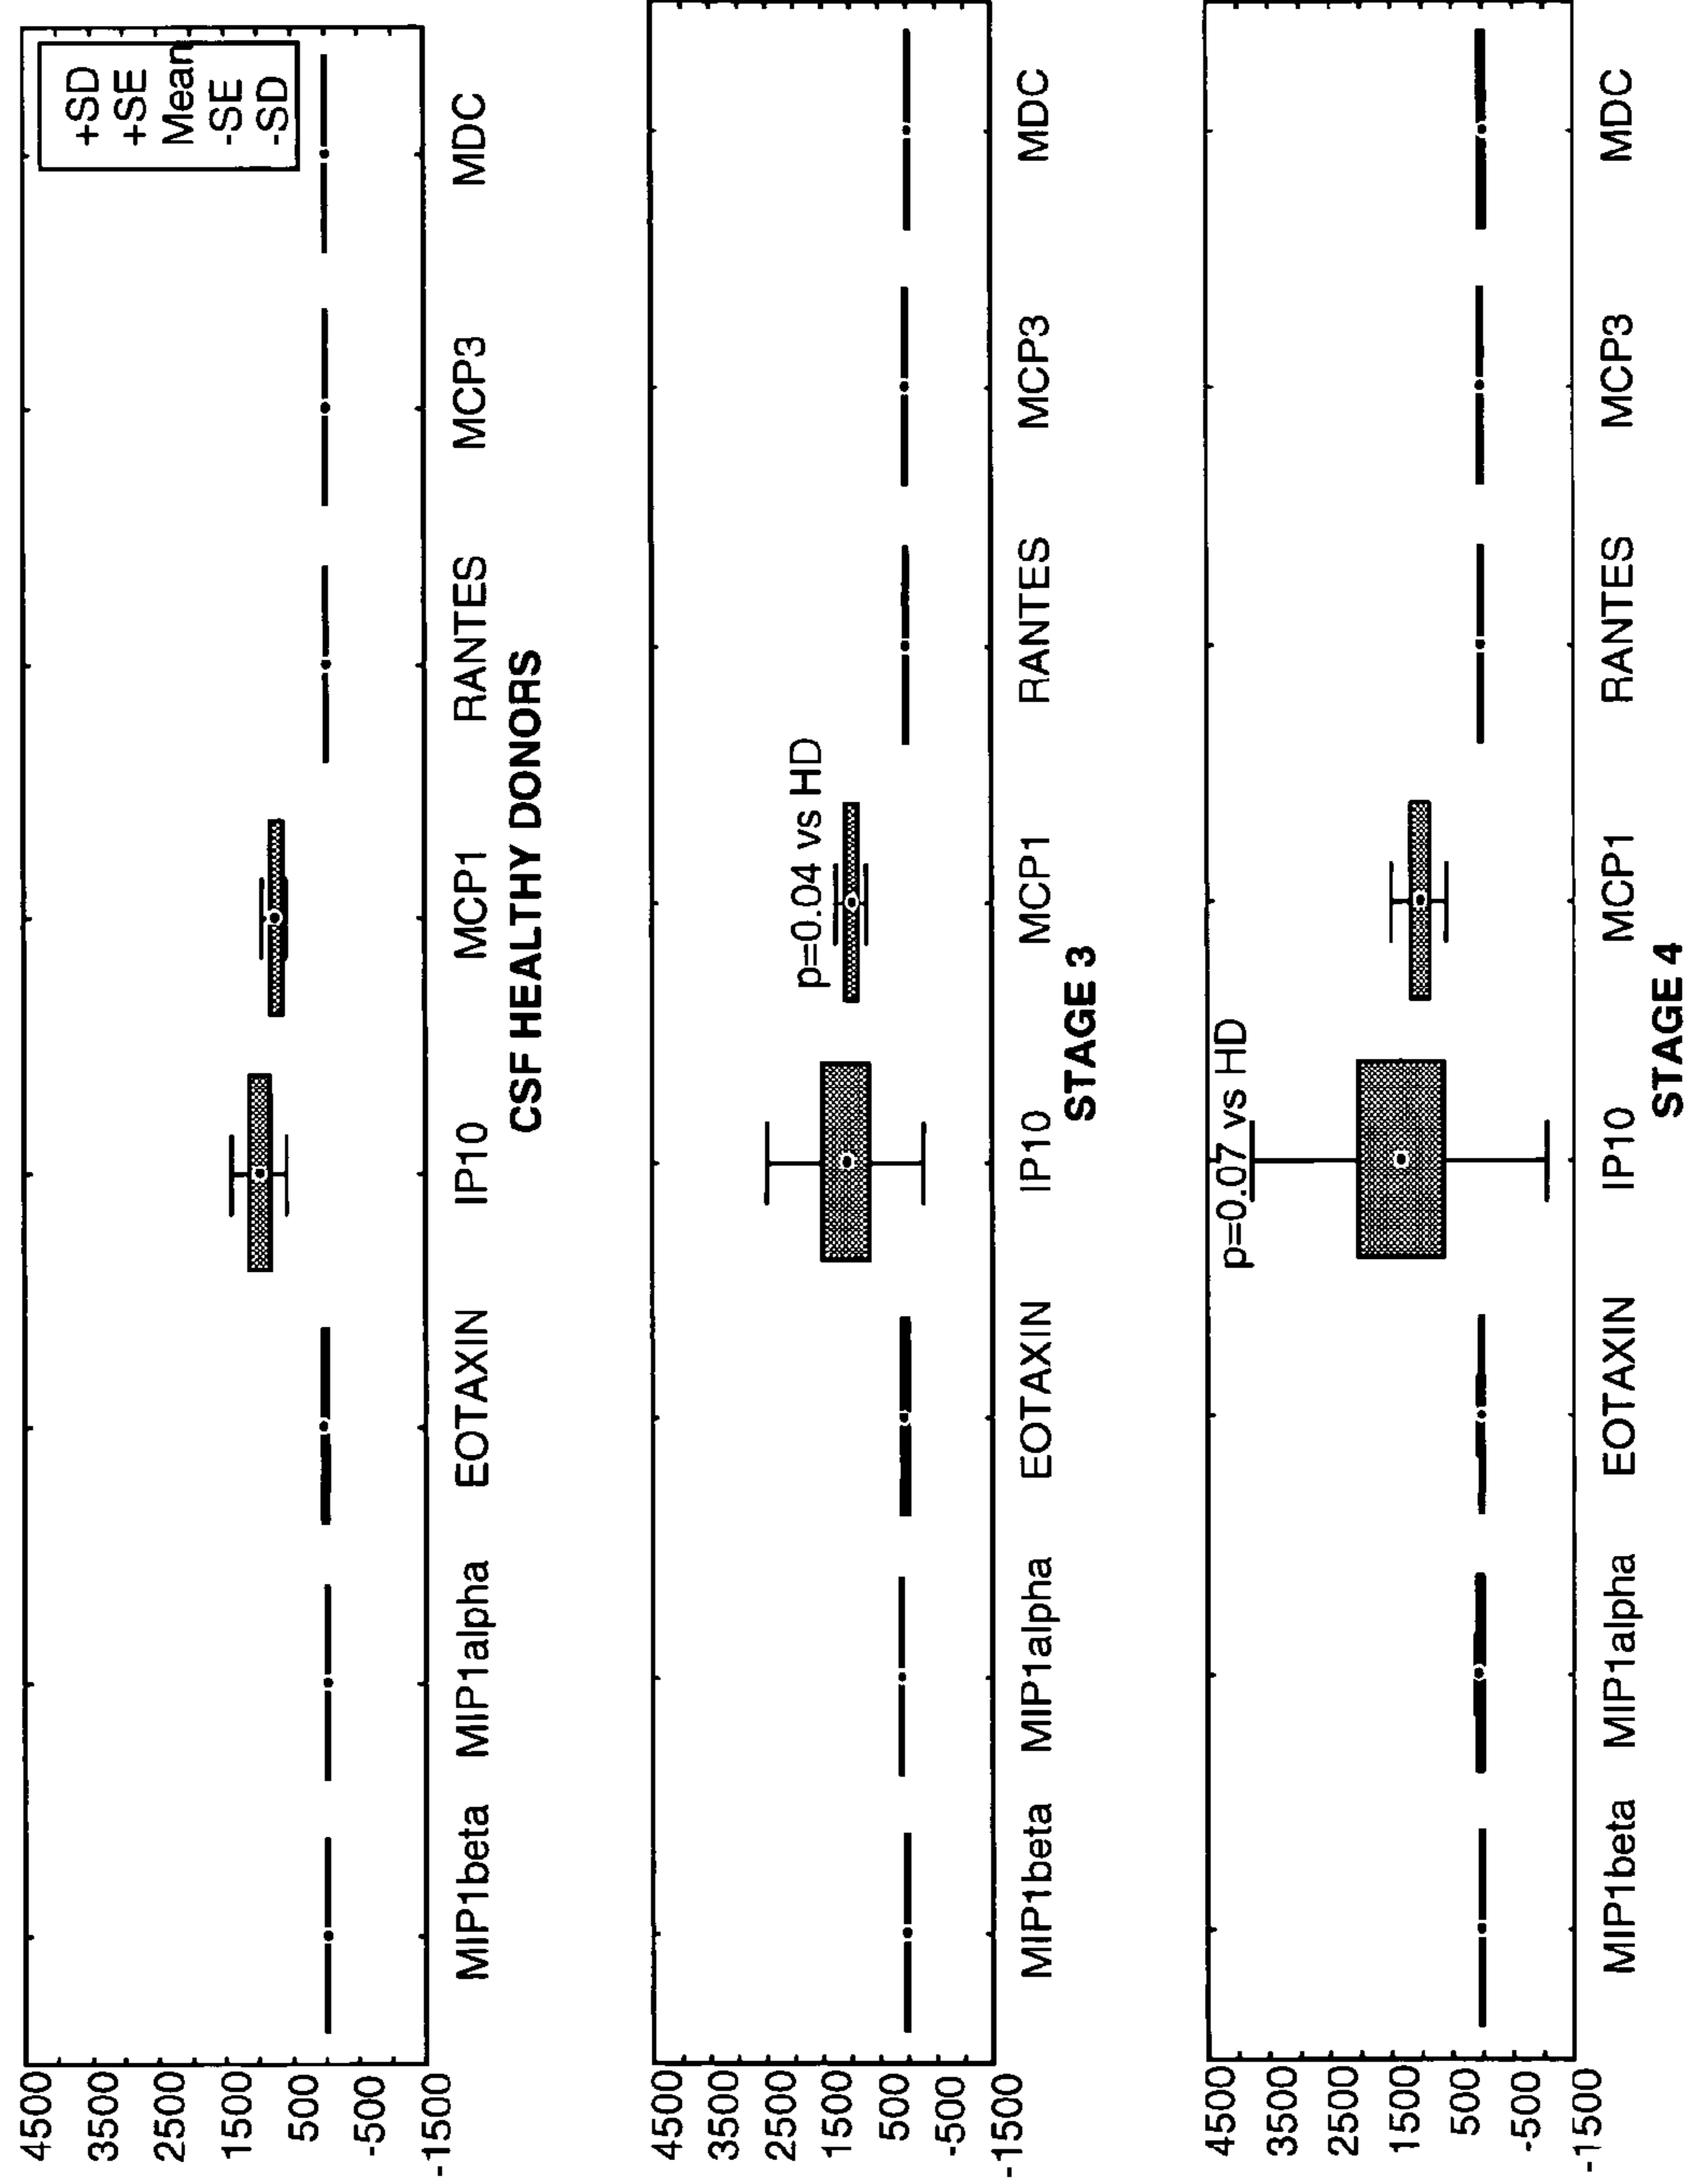 4500
3500
2500
1500
500
-500
-1500
+SD
+SE
Mean
-SE
-SD
MIP1beta MIP1alpha EOTAXIN IP10 MCP1 RANTES MCP3 MDC
CSF HEALTHY DONORS
4500
3500
2500
1500
500
-500
-1500
p=0.04 vs HD
MIP1beta MIP1alpha EOTAXIN IP10 MCP1 RANTES MCP3 MDC
STAGE 3
4500
3500
2500
1500
500
-500
-1500
p=0.07 vs HD
MIP1beta MIP1alpha EOTAXIN IP10 MCP1 RANTES MCP3 MDC
STAGE 4